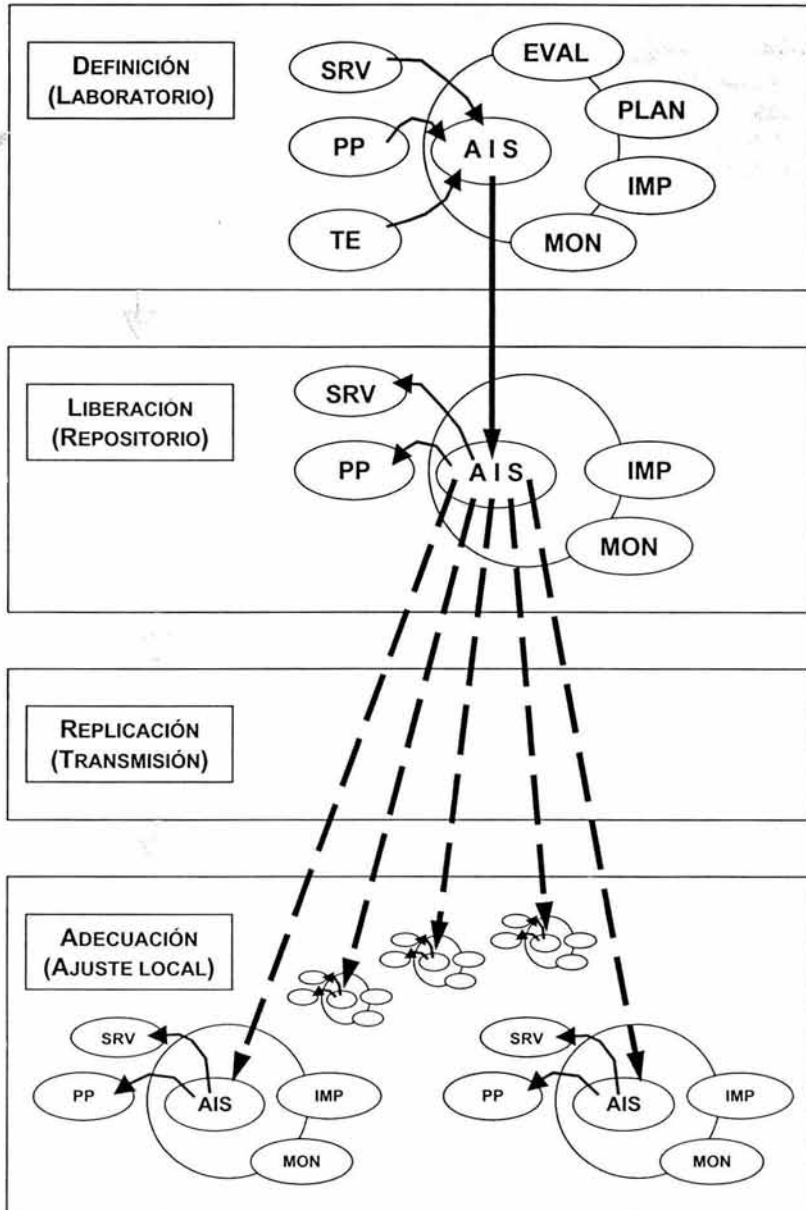 DEFINICIÓN
(LABORATORIO)
SRV
PP
TE
EVAL
PLAN
A I S
IMP
MON
LIBERACIÓN
(REPOSITORIO)
SRV
PP
A I S
IMP
MON
REPLICACIÓN
(TRANSMISIÓN)
ADECUACIÓN
(AJUSTE LOCAL)
SRV
PP
AIS
IMP
MON
SRV
PP
AIS
IMP
MON